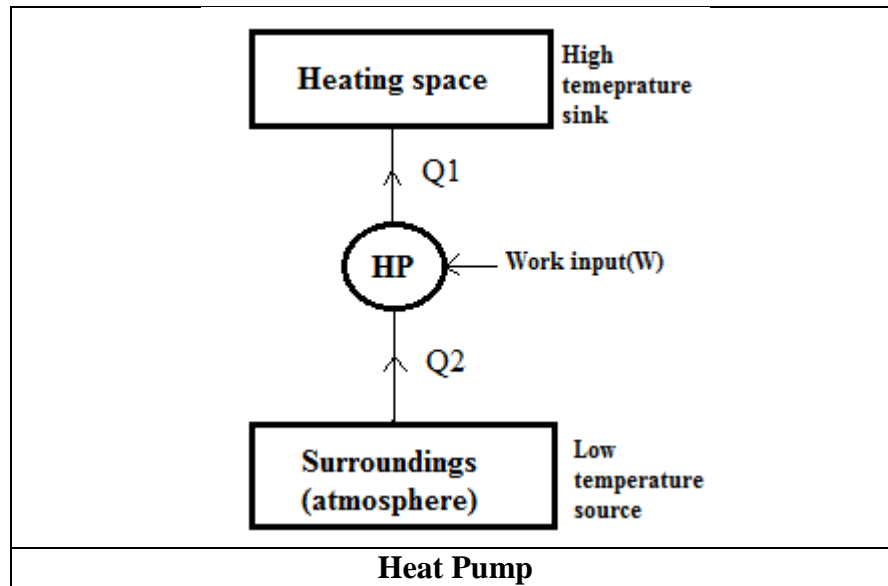 Heating space
High
temeprature
sink
Q1
HP
Work input(W)
Q2
Surroundings
(atmosphere)
Low
temperature
source
Heat Pump